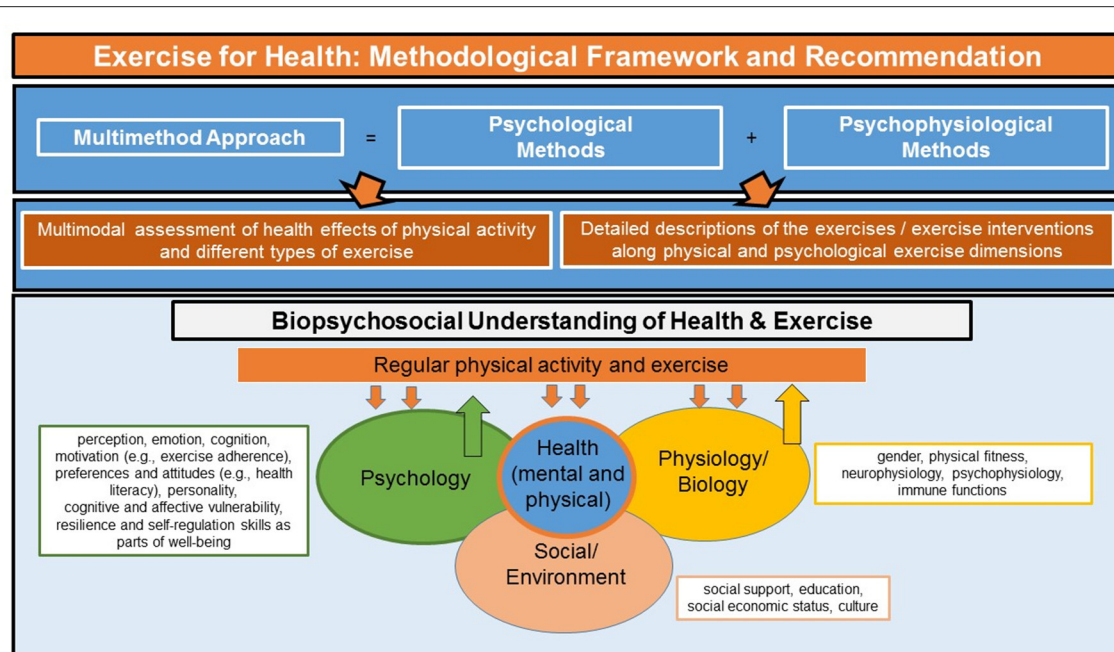 Exercise for Health: Methodological Framework and Recommendation
Multimethod Approach
=
Psychological
Methods
+
Psychophysiological
Methods
Multimodal assessment of health effects of physical activity
and different types of exercise
Detailed descriptions of the exercises / exercise interventions
along physical and psychological exercise dimensions
Biopsychosocial Understanding of Health & Exercise
Regular physical activity and exercise
perception, emotion, cognition,
motivation (e.g., exercise adherence),
preferences and attitudes (e.g., health
literacy), personality,
cognitive and affective vulnerability,
resilience and self-regulation skills as
parts of well-being
Psychology
Health
(mental and
physical)
Physiology/
Biology
gender, physical fitness,
neurophysiology, psychophysiology,
immune functions
Social/
Environment
social support, education,
social economic status, culture